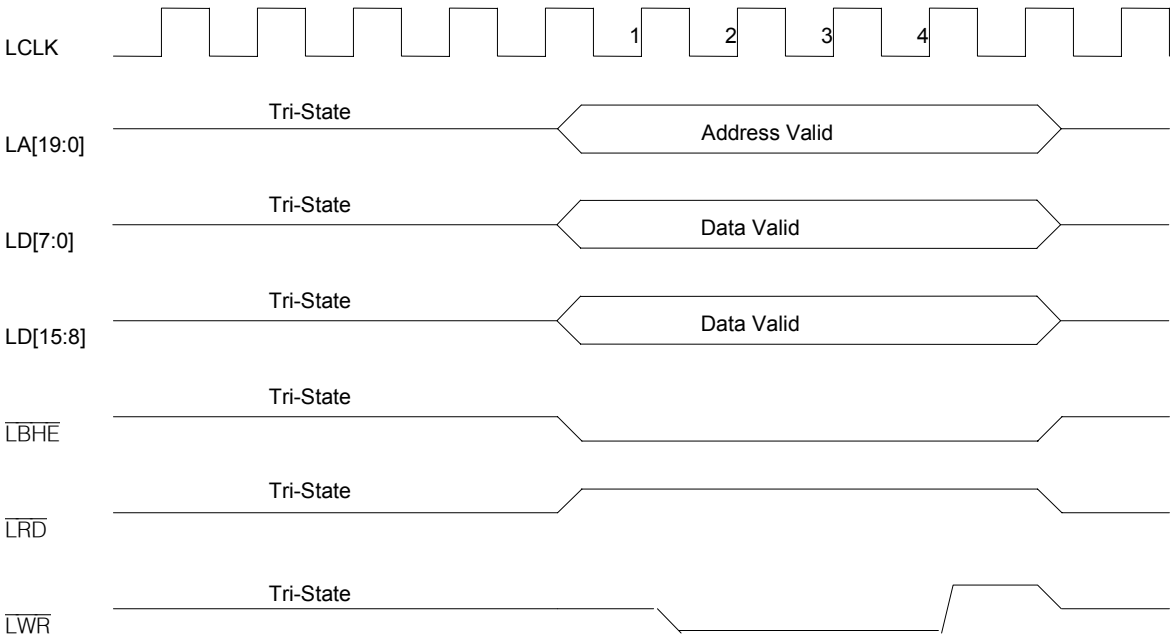 LCLK
1 2 3 4
LA[19:0]
Tri-State
Address Valid
LD[7:0]
Tri-State
Data Valid
LD[15:8]
Tri-State
Data Valid
LBHE
Tri-State
LRD
Tri-State
LWR
Tri-State